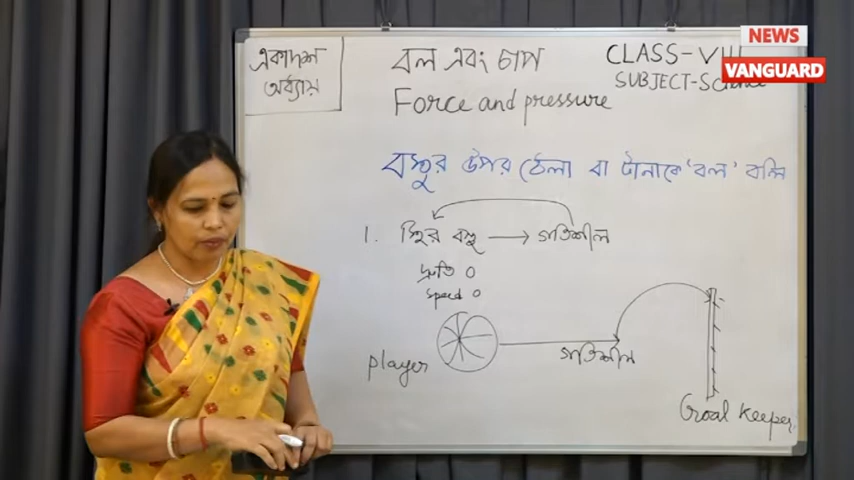 একাদশ
অর্ধ্যায়
বল এবং চাপ
Force and pressure
CLASS-VIII
SUBJECT-Science
NEWS
VANGUARD
বস্তুর উপর ঠেলা বা টানাকে 'বল' বলি
1. স্থির বস্তু → গতিশীল
দ্রুতি 0
speed 0
player
গতিশীল
Goal keeper